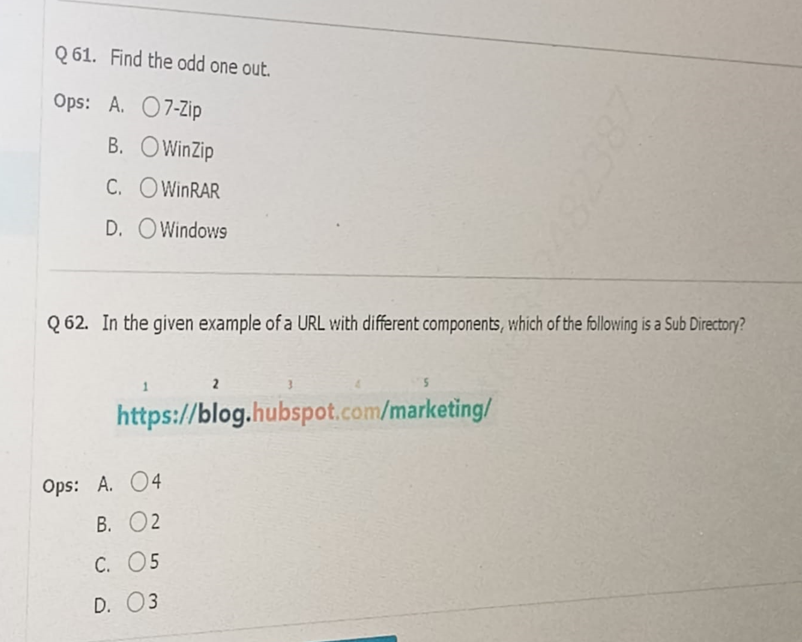 Q 61. Find the odd one out.
Ops: A. 7-Zip
B. WinZip
C. WinRAR
D. Windows
Q 62. In the given example of a URL with different components, which of the following is a Sub Directory?
1 2 3 4 5
https://blog.hubspot.com/marketing/
Ops: A. 4
B. 2
C. 5
D. 3